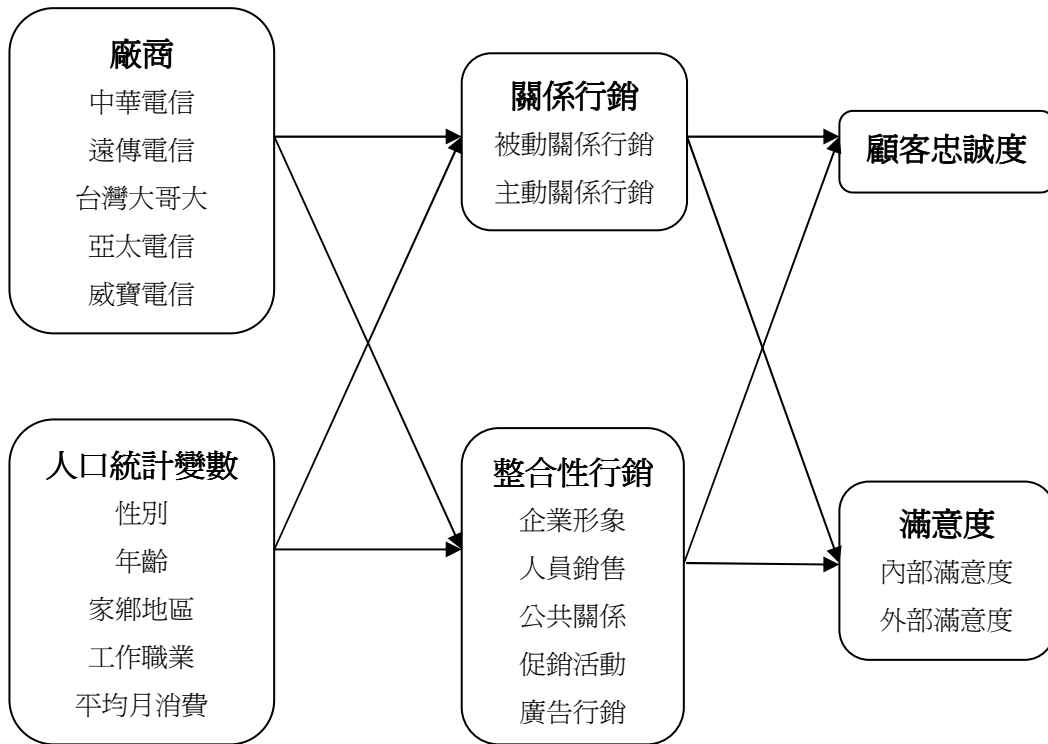 廠商
中華電信
遠傳電信
台灣大哥大
亞太電信
威寶電信
關係行銷
被動關係行銷
主動關係行銷
顧客忠誠度
人口統計變數
性別
年齡
家鄉地區
工作職業
平均月消費
整合性行銷
企業形象
人員銷售
公共關係
促銷活動
廣告行銷
滿意度
內部滿意度
外部滿意度